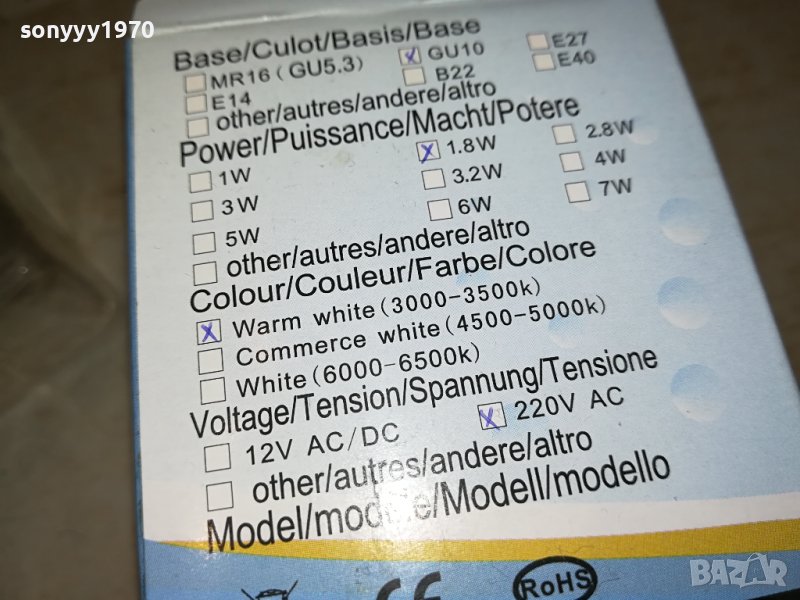 sonyyy1970
Base/Culot/Basis/Base
MR16 (GU5.3) GU10 E27
E14 B22 E40
other/autres/andere/altro
Power/Puissance/Macht/Potere
1W 1.8W 2.8W
3W 3.2W 4W
5W 6W 7W
other/autres/andere/altro
Colour/Couleur/Farbe/Colore
Warm white (3000-3500k)
Commerce white (4500-5000k)
White (6000-6500k)
Voltage/Tension/Spannung/Tensione
12V AC/DC 220V AC
other/autres/andere/altro
Model/modele/Modell/modello
CE RoHS
BAZAR